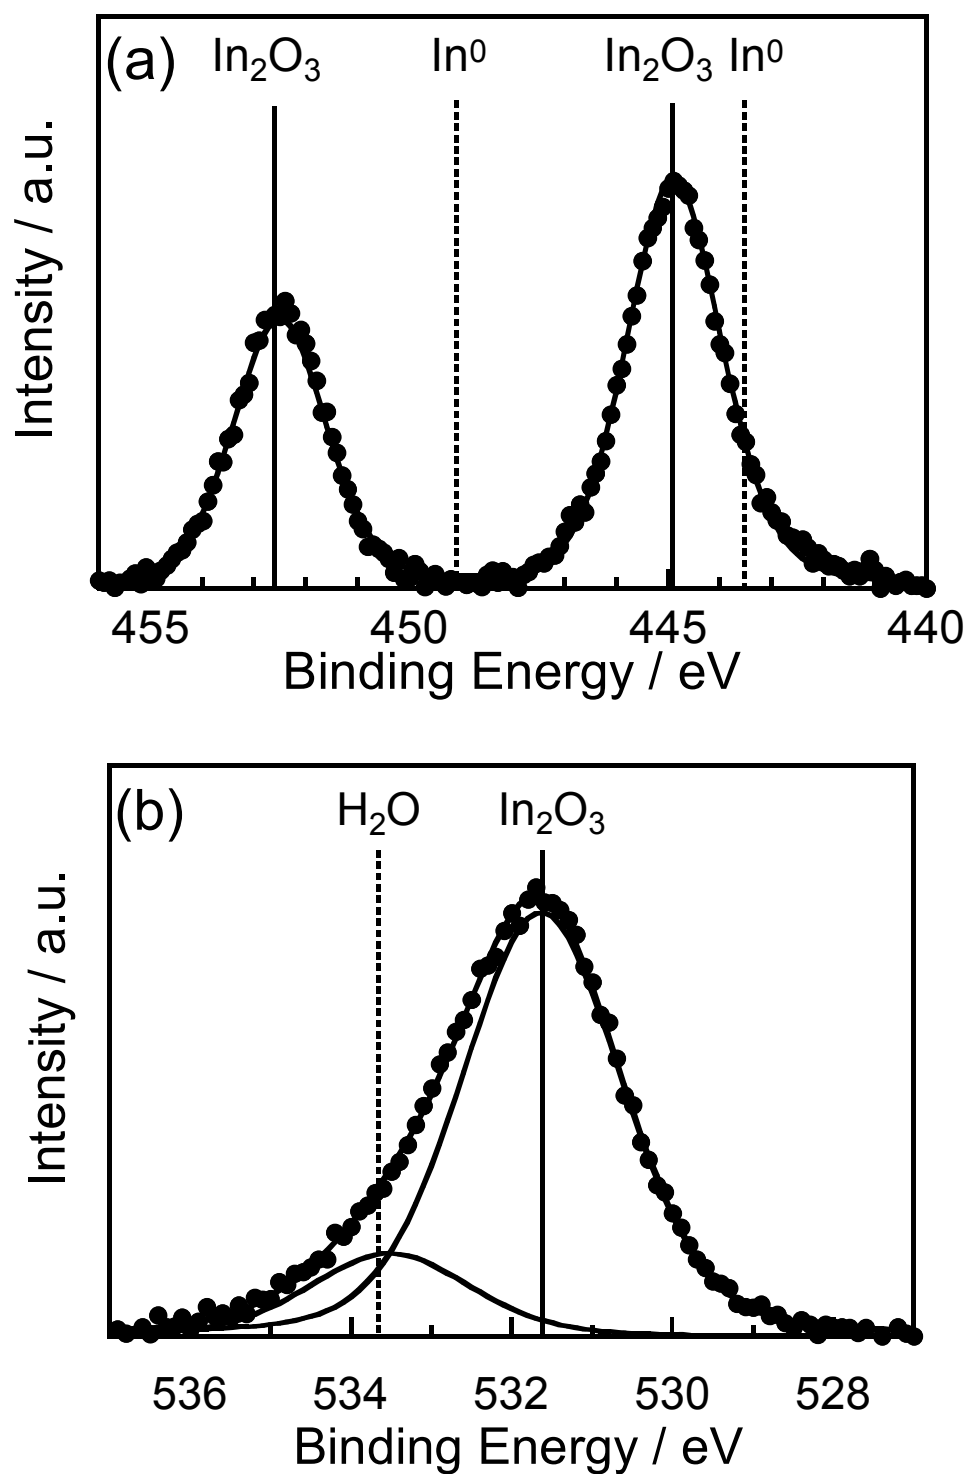 (a) In₂O₃ In⁰ In₂O₃ In⁰
Intensity / a.u.
455 450 445 440
Binding Energy / eV
(b) H₂O In₂O₃
Intensity / a.u.
536 534 532 530 528
Binding Energy / eV